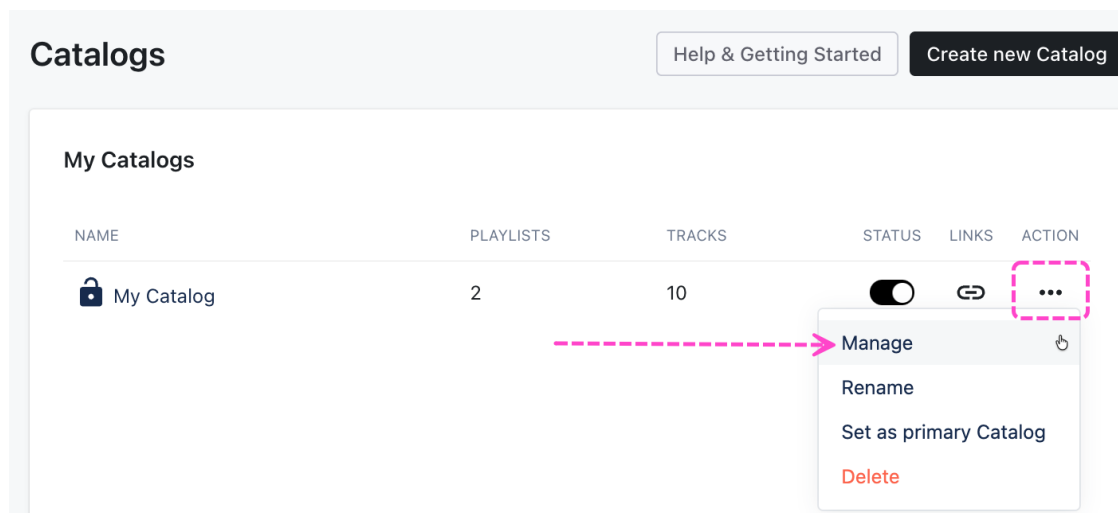 Catalogs
Help & Getting Started
Create new Catalog
My Catalogs
NAME PLAYLISTS TRACKS STATUS LINKS ACTION
My Catalog 2 10
Manage
Rename
Set as primary Catalog
Delete